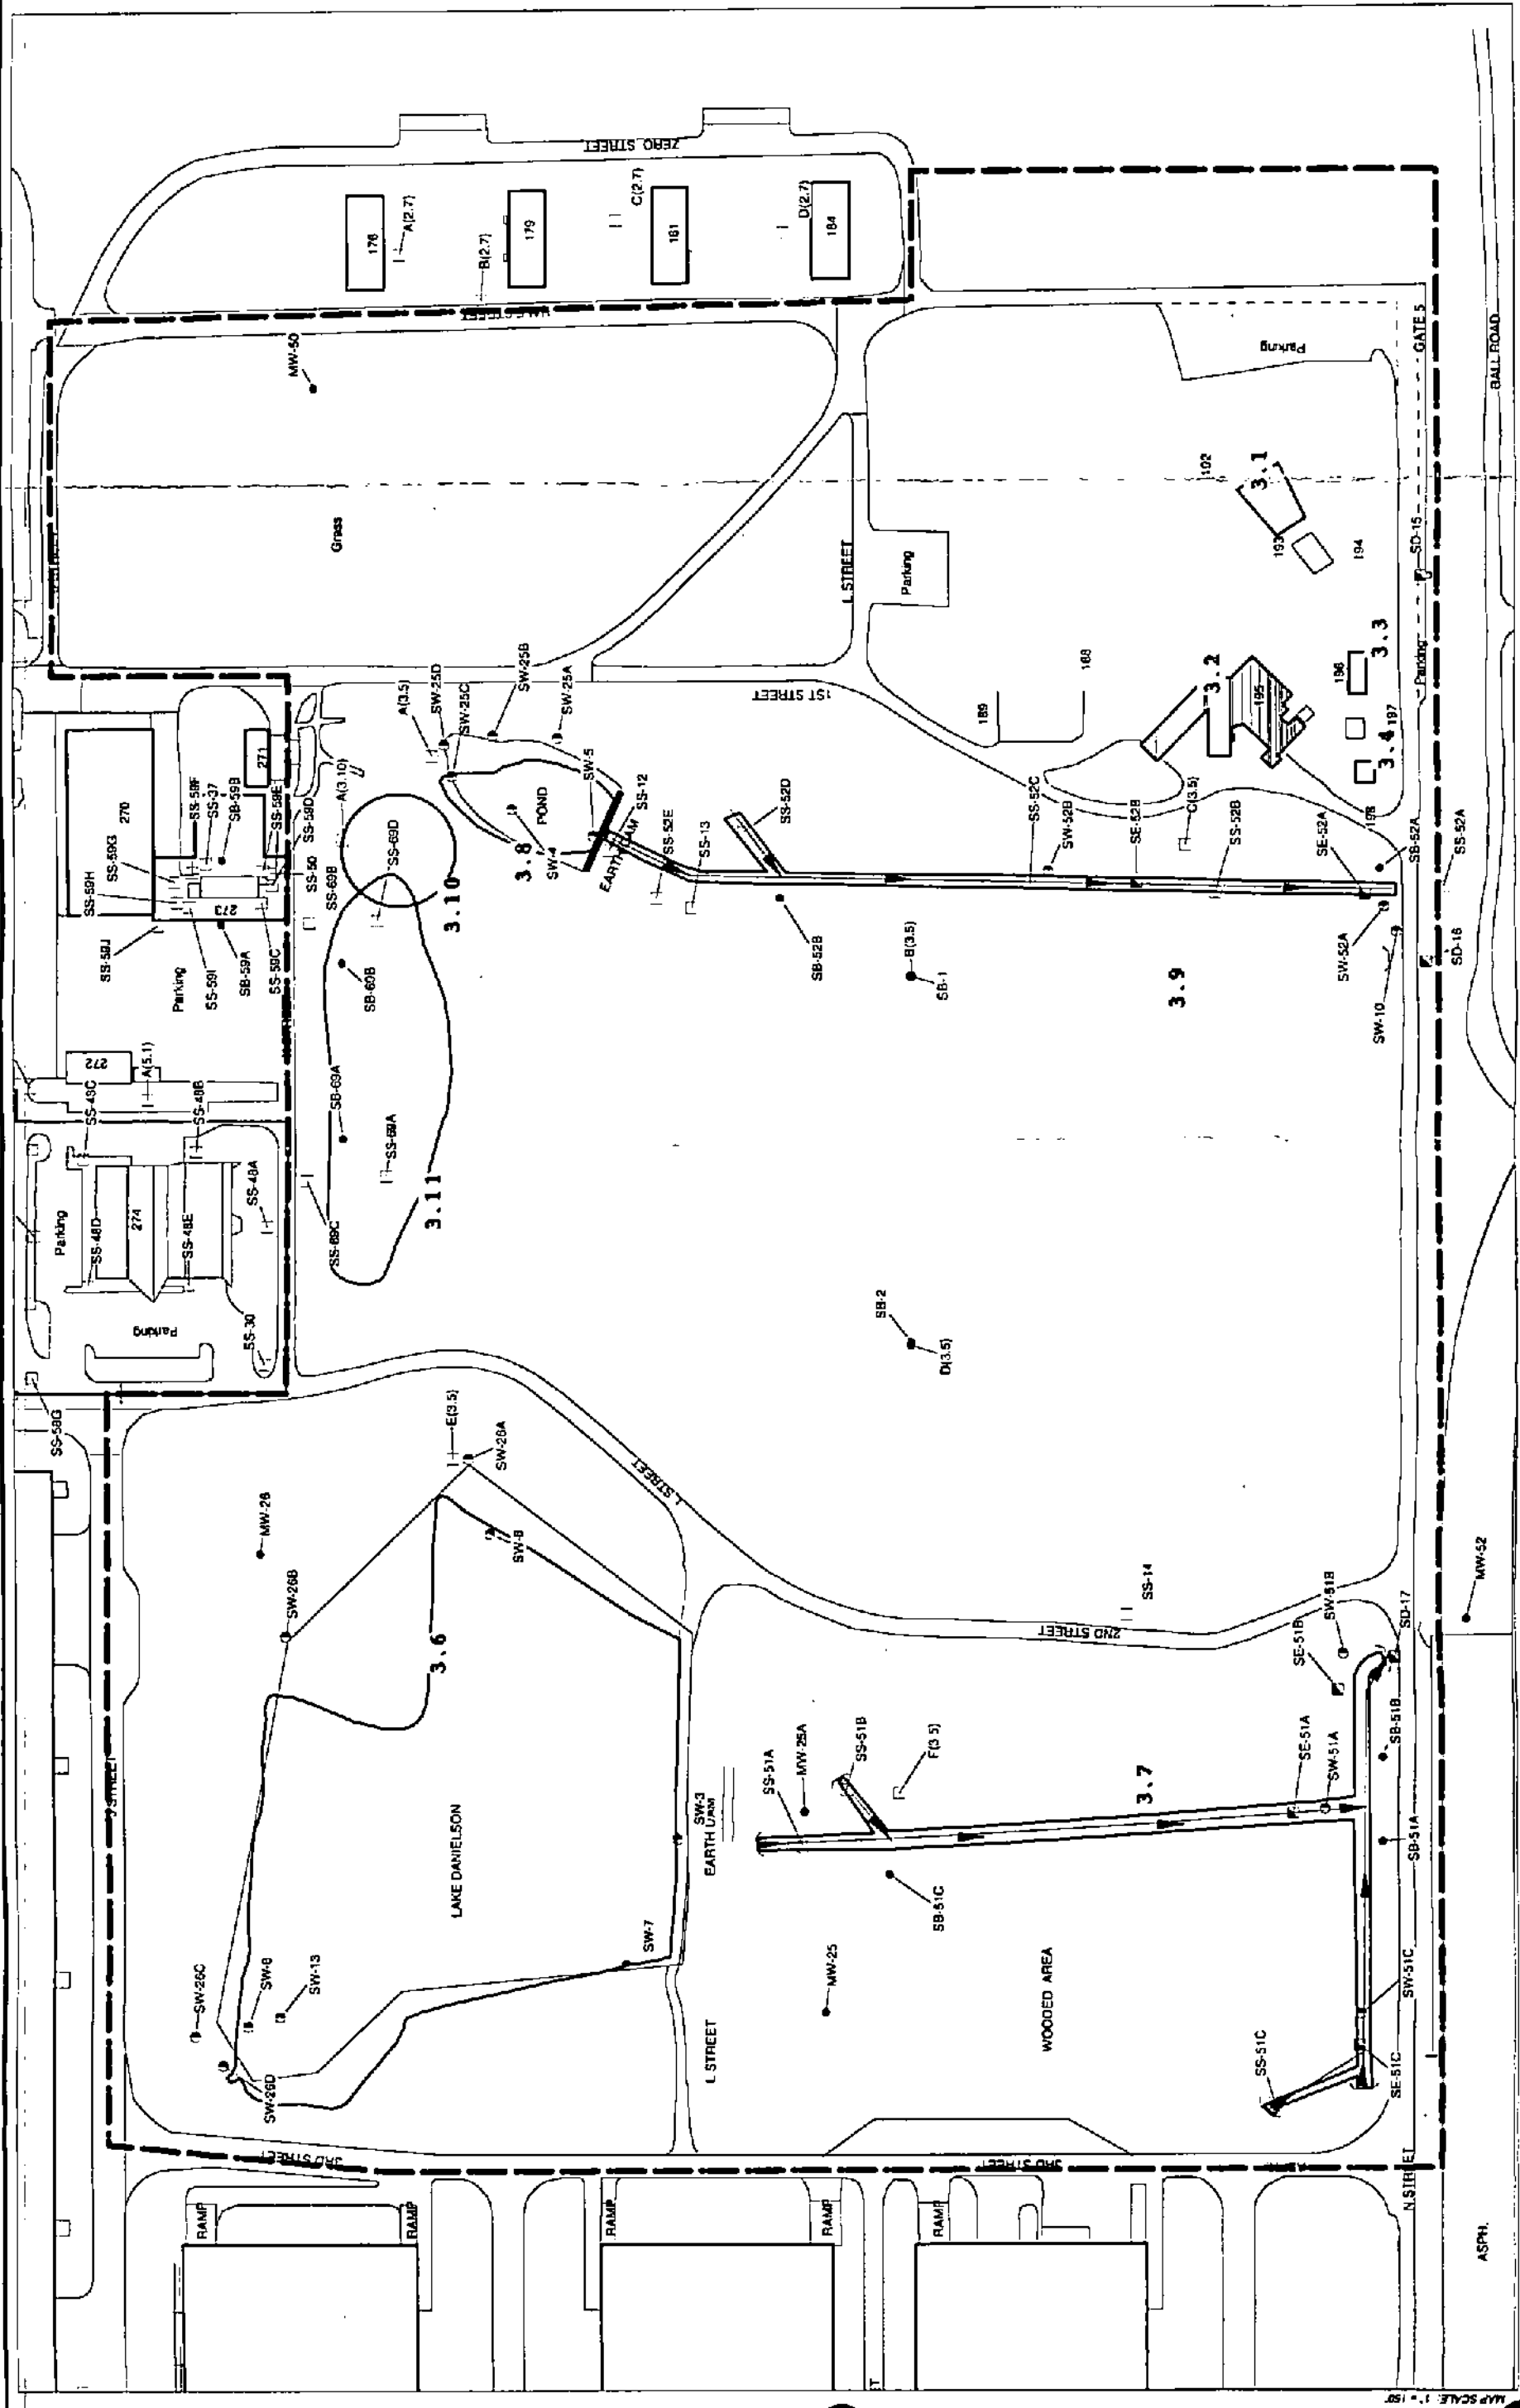 ZERO STREET
178
A(2.7)
B(2.7)
179
C(2.7)
181
D(2.7)
184
MW-50
Grass
L STREET
Parking
Parking
GATE 5
BALL ROAD
192
3.1
193
194
SD-15
Parking
3.3
3.2
195
197
3.4
188
189
1ST STREET
270
271
SS-59F
SS-37
SB-59B
SS-59E
SS-59D
SS-59G
SS-59H
273
SS-59J
SS-59I
SB-59A
SS-59C
Parking
SS-50
SS-69B
A(3.10)
SS-69D
3.10
A(3.5)
SW-25D
SW-25C
SW-25B
SW-25A
POND
SW-4
3.8
SW-5
EARTH DAM
SS-12
SS-52E
SS-13
SS-52D
SB-52B
B(3.5)
SB-1
SS-52C
SW-52B
SE-52B
C(3.5)
SS-52B
SE-52A
SB-52A
SS-52A
SW-52A
SW-10
SD-16
3.9
272
A(5.1)
SS-48C
SS-48B
SS-48A
Parking
SS-48D
274
SS-48E
Parking
SS-30
SS-58G
SB-69A
SS-69A
SS-69C
3.11
SB-2
D(3.5)
E(3.5)
SW-26A
SW-8
MW-26
SW-26B
3.6
L STREET
2ND STREET
SS-14
SE-51B
SW-51B
SD-17
MW-52
J STREET
LAKE DANIELSON
SW-3
EARTH DAM
SS-51A
MW-25A
SS-51B
F(3.5)
3.7
SE-51A
SW-51A
SB-51B
SB-51A
SB-51C
SW-26C
SW-13
SW-26D
SW-7
MW-25
L STREET
WOODED AREA
SS-51C
SW-51C
SE-51C
3RD STREET
3RD STREET
N STREET
RAMP
RAMP
RAMP
RAMP
RAMP
ASPH.
MAP SCALE: 1" = 150'